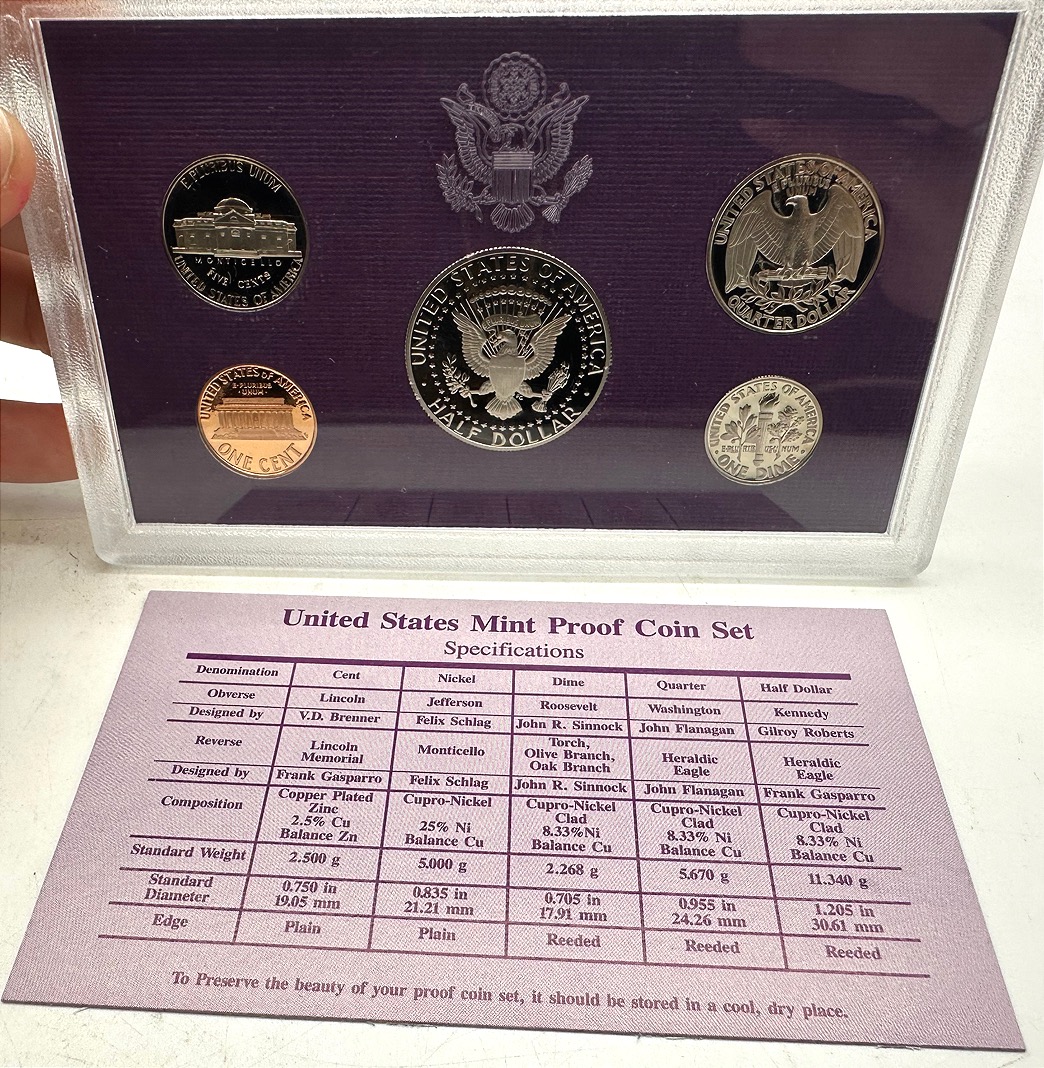 E PLURIBUS UNUM
MONTICELLO
FIVE CENTS
UNITED STATES OF AMERICA
UNITED STATES OF AMERICA
HALF DOLLAR
UNITED STATES OF AMERICA
QUARTER DOLLAR
UNITED STATES OF AMERICA
E·PLURIBUS
·UNUM·
ONE CENT
UNITED STATES OF AMERICA
· ONE DIME ·
United States Mint Proof Coin Set
Specifications
Denomination Cent Nickel Dime Quarter Half Dollar
Obverse Lincoln Jefferson Roosevelt Washington Kennedy
Designed by V.D. Brenner Felix Schlag John R. Sinnock John Flanagan Gilroy Roberts
Reverse Lincoln Memorial Monticello Torch, Olive Branch, Oak Branch Heraldic Eagle Heraldic Eagle
Designed by Frank Gasparro Felix Schlag John R. Sinnock John Flanagan Frank Gasparro
Composition Copper Plated Zinc 2.5% Cu Balance Zn Cupro-Nickel 25% Ni Balance Cu Cupro-Nickel Clad 8.33%Ni Balance Cu Cupro-Nickel Clad 8.33% Ni Balance Cu Cupro-Nickel Clad 8.33% Ni Balance Cu
Standard Weight 2.500 g 5.000 g 2.268 g 5.670 g 11.340 g
Standard Diameter 0.750 in 19.05 mm 0.835 in 21.21 mm 0.705 in 17.91 mm 0.955 in 24.26 mm 1.205 in 30.61 mm
Edge Plain Plain Reeded Reeded Reeded
To Preserve the beauty of your proof coin set, it should be stored in a cool, dry place.